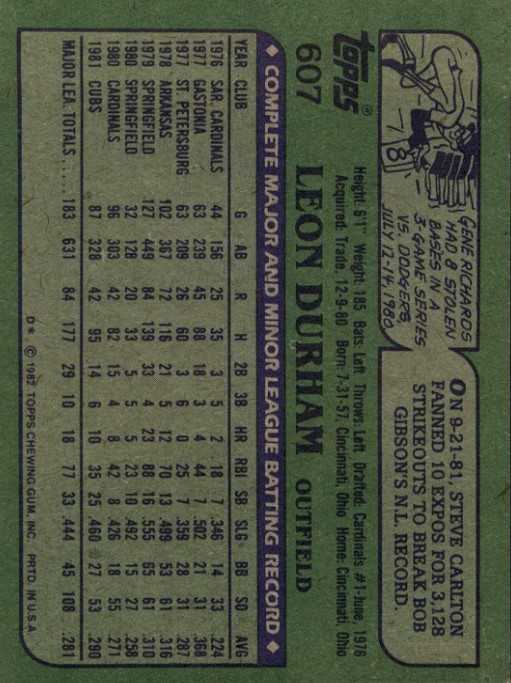 GENE RICHARDS
HAD 8 STOLEN
BASES IN A
3-GAME SERIES
VS. DODGERS,
JULY 12-14, 1980.
8
ON 9-21-81, STEVE CARLTON
FANNED 10 EXPOS FOR 3,128
STRIKEOUTS TO BREAK BOB
GIBSON'S N.L. RECORD.
topps®
607 LEON DURHAM OUTFIELD
Height: 6'1" Weight: 185 Bats: Left Throws: Left Drafted: Cardinals #1-June, 1976
Acquired: Trade, 12-9-80 Born: 7-31-57, Cincinnati, Ohio Home: Cincinnati, Ohio
◆ COMPLETE MAJOR AND MINOR LEAGUE BATTING RECORD ◆
YEAR CLUB G AB R H 2B 3B HR RBI SB SLG BB SO AVG
1976 SAR. CARDINALS 44 156 25 35 3 5 2 18 7 .346 14 33 .224
1977 GASTONIA 63 239 45 88 18 3 4 44 7 .502 21 31 .368
1977 ST. PETERSBURG 63 209 26 60 3 6 0 25 7 .359 28 31 .287
1978 ARKANSAS 102 367 72 116 21 5 12 70 13 .499 53 61 .316
1979 SPRINGFIELD 127 449 84 139 33 4 23 88 16 .555 65 61 .310
1980 SPRINGFIELD 32 128 20 33 5 5 5 23 10 .492 15 27 .258
1980 CARDINALS 96 303 42 82 15 4 8 42 8 .426 18 55 .271
1981 CUBS 87 328 42 95 14 6 10 35 25 .460 27 53 .290
MAJOR LEA. TOTALS ..... 183 631 84 177 29 10 18 77 33 .444 45 108 .281
D* © 1982 TOPPS CHEWING GUM, INC. PRTD. IN U.S.A